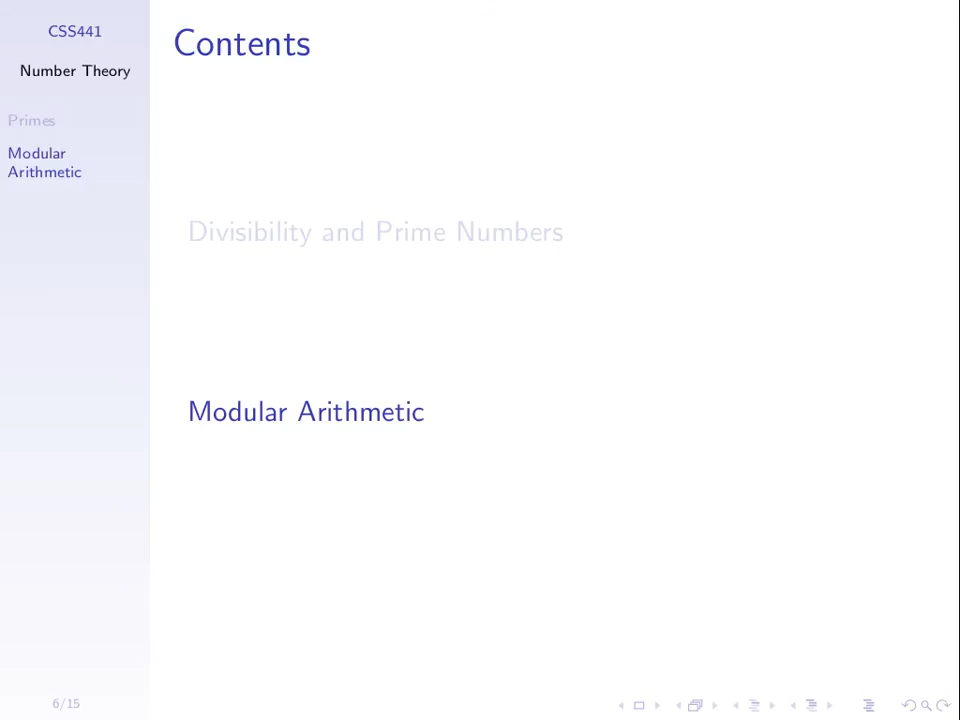 CSS441
Number Theory
Primes
Modular
Arithmetic
Contents
Divisibility and Prime Numbers
Modular Arithmetic
6/15